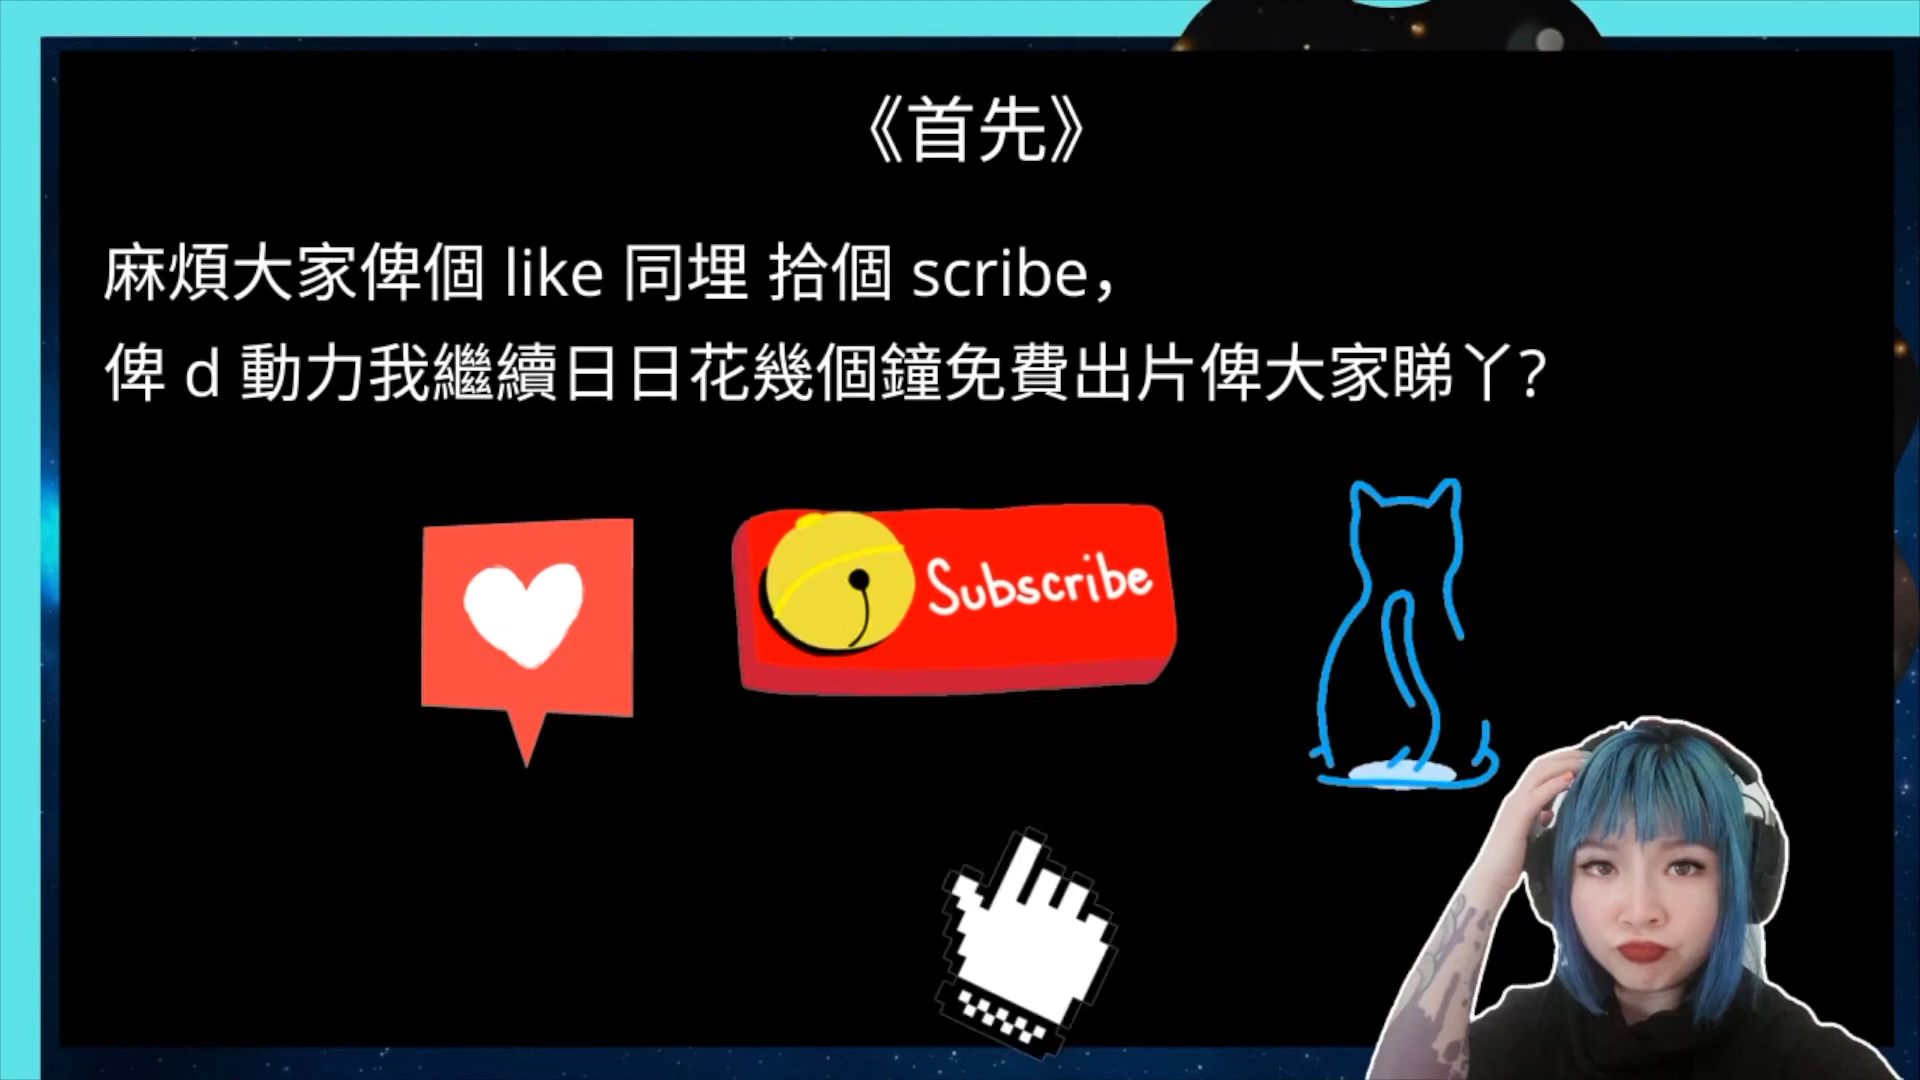 《首先》
麻煩大家俾個 like 同埋 拾個 scribe，
俾 d 動力我繼續日日花幾個鐘免費出片俾大家睇丫?
Subscribe